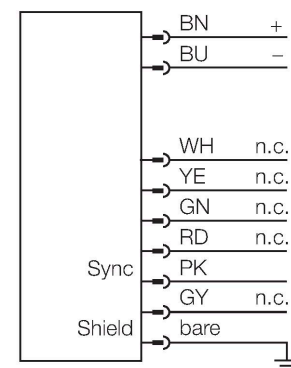 BN +
BU –
WH n.c.
YE n.c.
GN n.c.
RD n.c.
Sync PK
GY n.c.
Shield bare